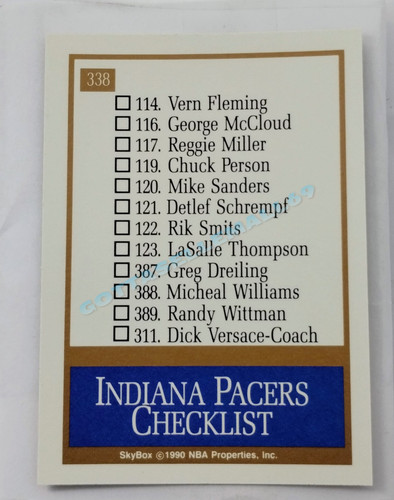 338
114. Vern Fleming
116. George McCloud
117. Reggie Miller
119. Chuck Person
120. Mike Sanders
121. Detlef Schrempf
122. Rik Smits
123. LaSalle Thompson
387. Greg Dreiling
388. Micheal Williams
389. Randy Wittman
311. Dick Versace-Coach
INDIANA PACERS
CHECKLIST
SkyBox ©1990 NBA Properties, Inc.